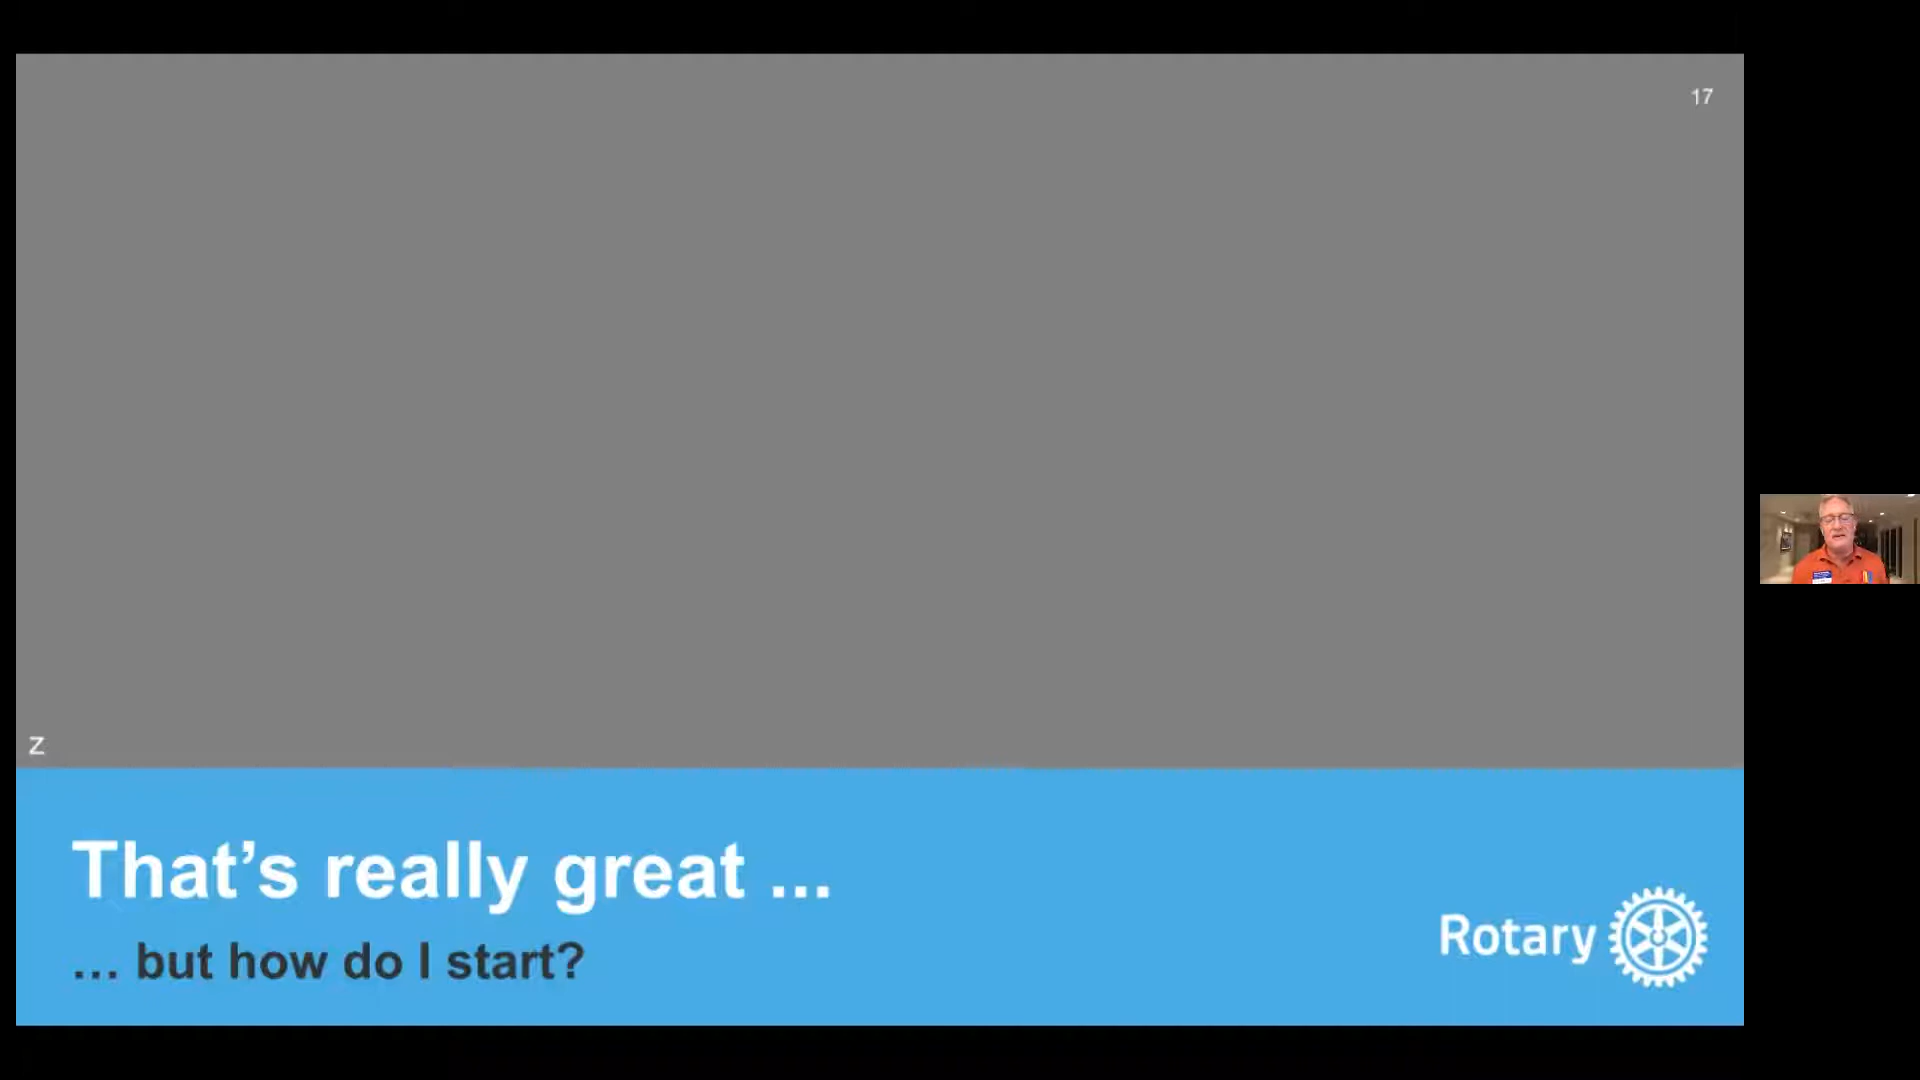 17
Z
That’s really great ...
... but how do I start?
Rotary